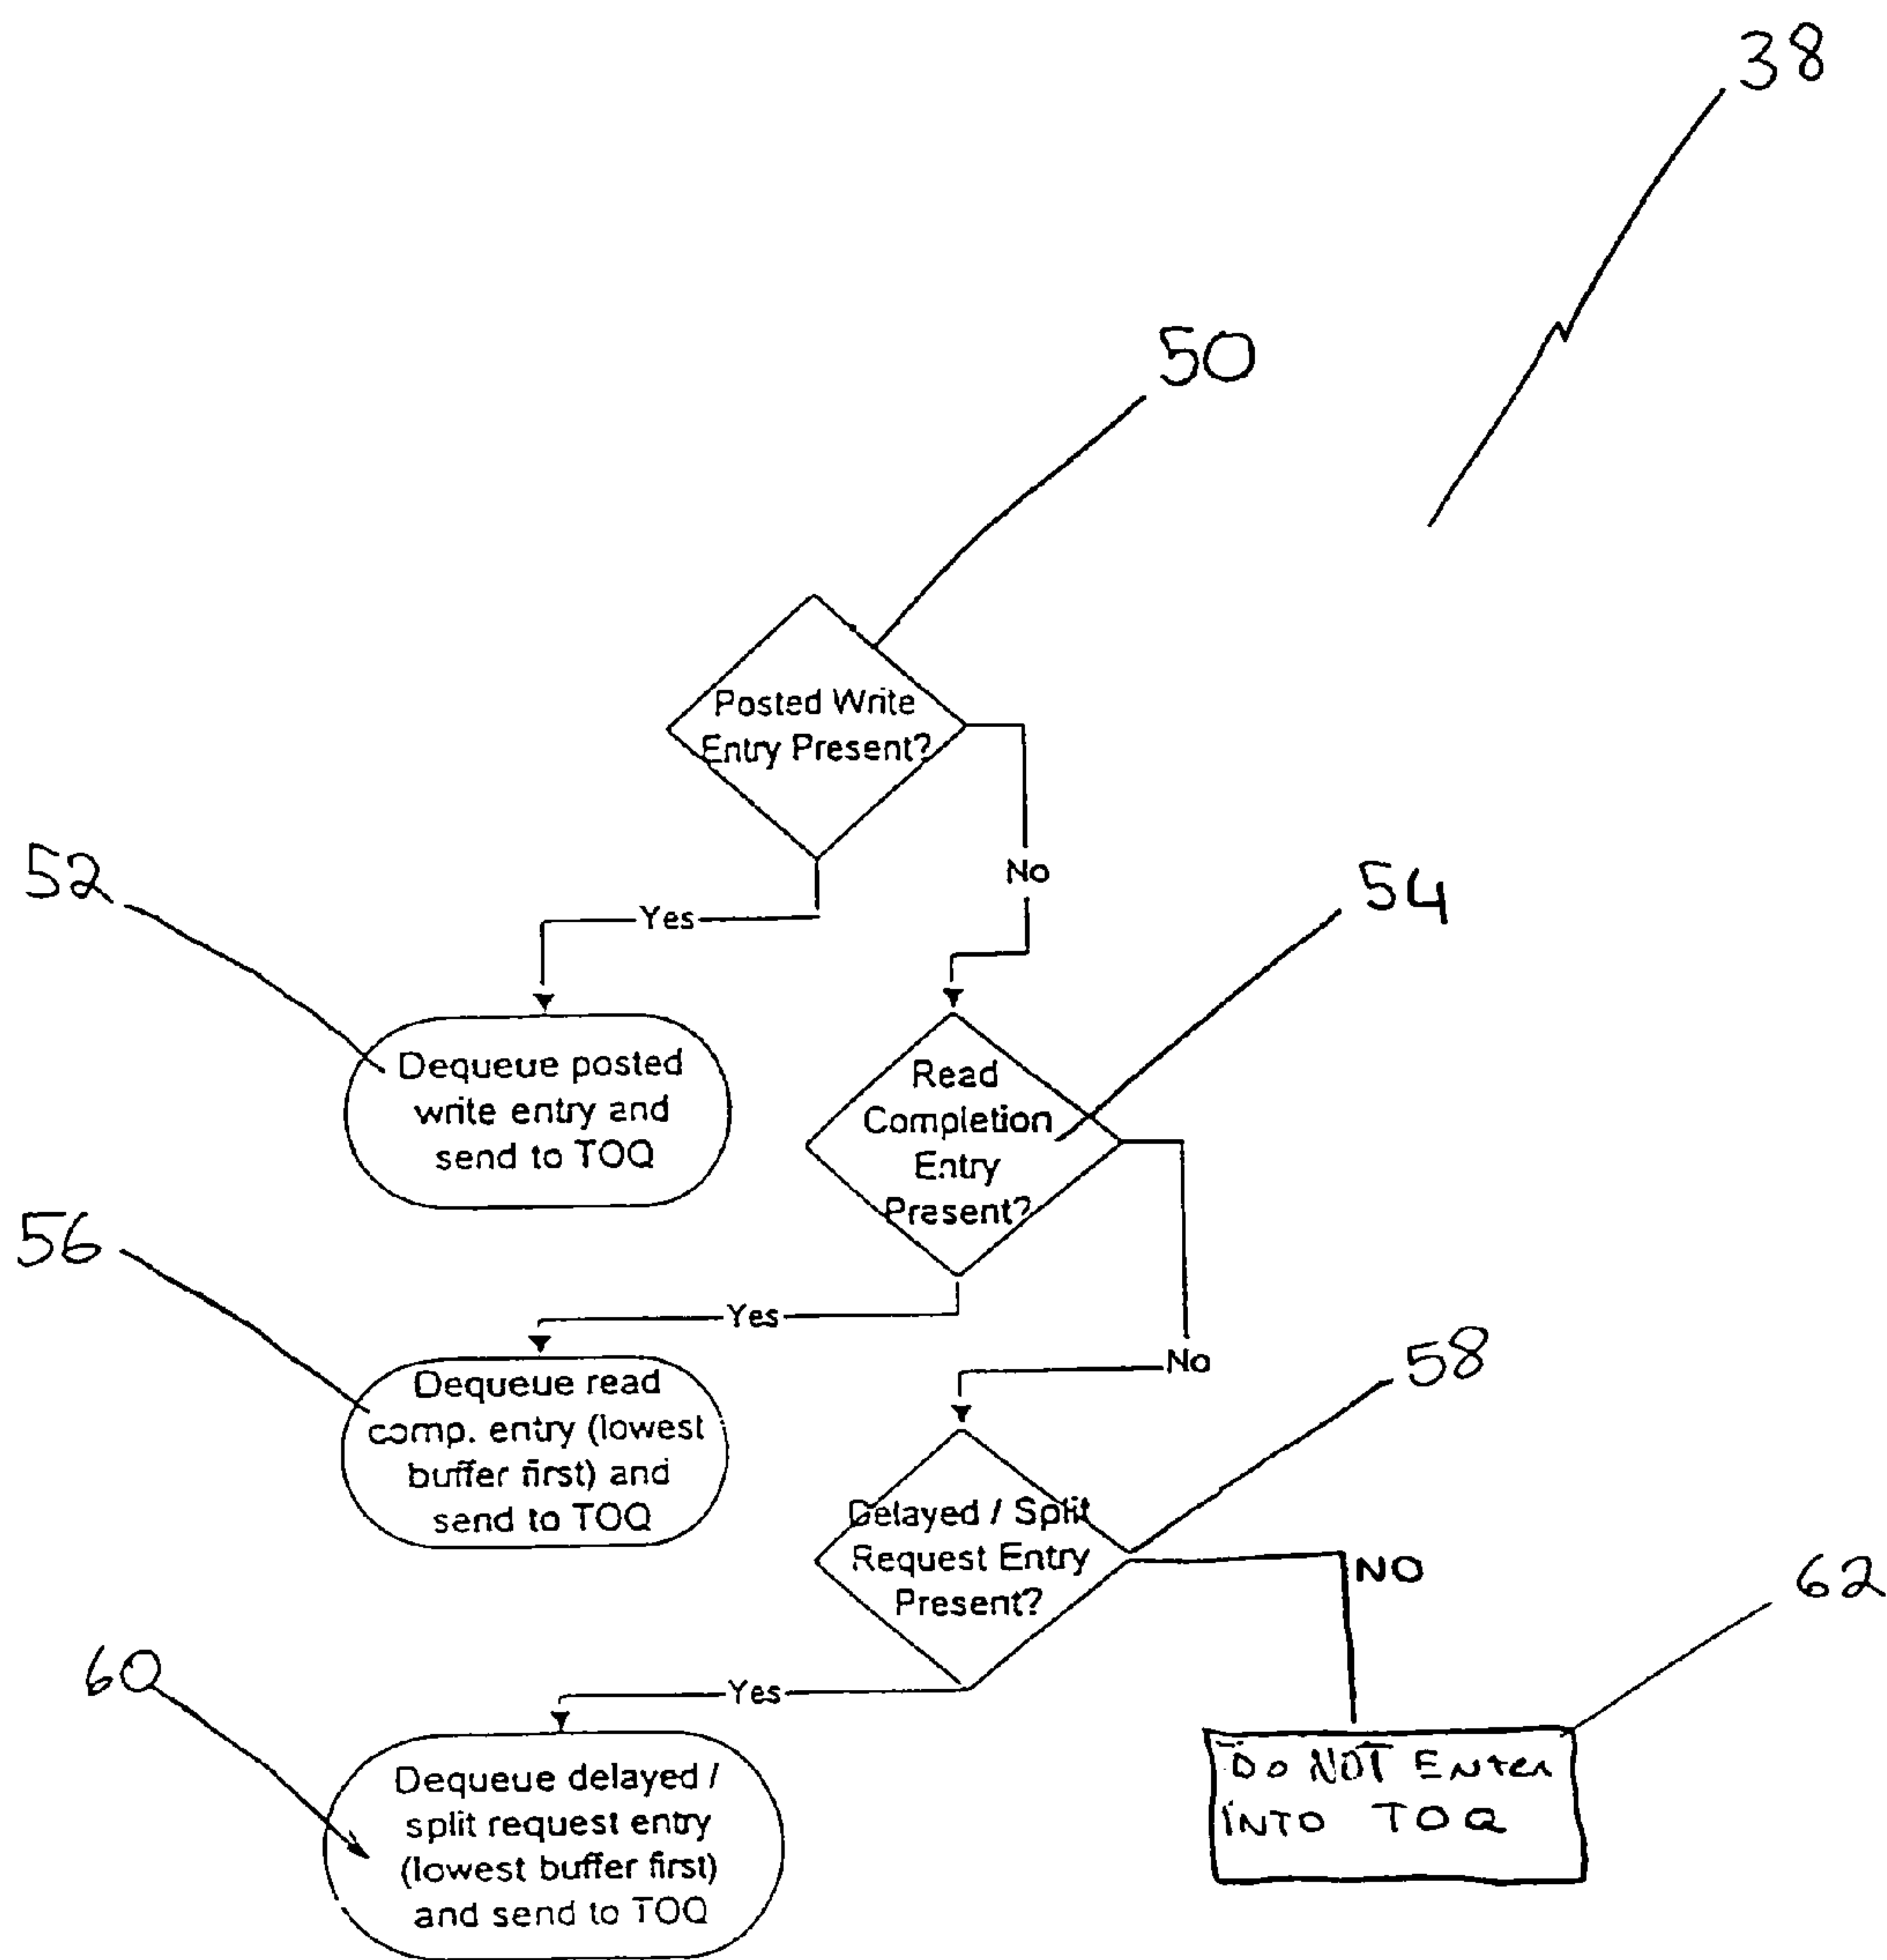 38
50
Posted Write
Entry Present?
No
Yes
52
54
Dequeue posted
write entry and
send to TOQ
Read
Completion
Entry
Present?
56
Yes
No
58
Dequeue read
comp. entry (lowest
buffer first) and
send to TOQ
Delayed / Split
Request Entry
Present?
NO
62
60
Yes
Dequeue delayed /
split request entry
(lowest buffer first)
and send to TOQ
Do NOT Enter
INTO TOQ